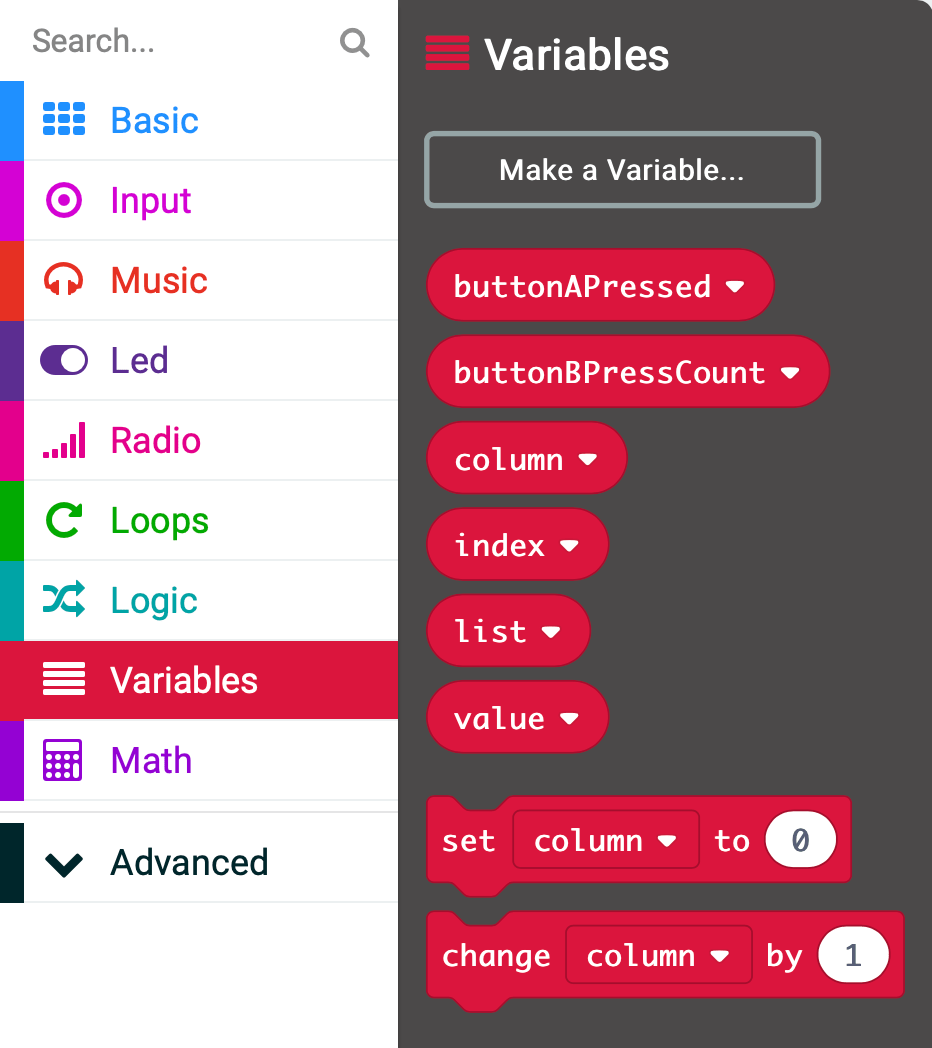 Search...
Basic
Input
Music
Led
Radio
Loops
Logic
Variables
Math
Advanced
Variables
Make a Variable...
buttonAPressed
buttonBPressCount
column
index
list
value
set column to 0
change column by 1